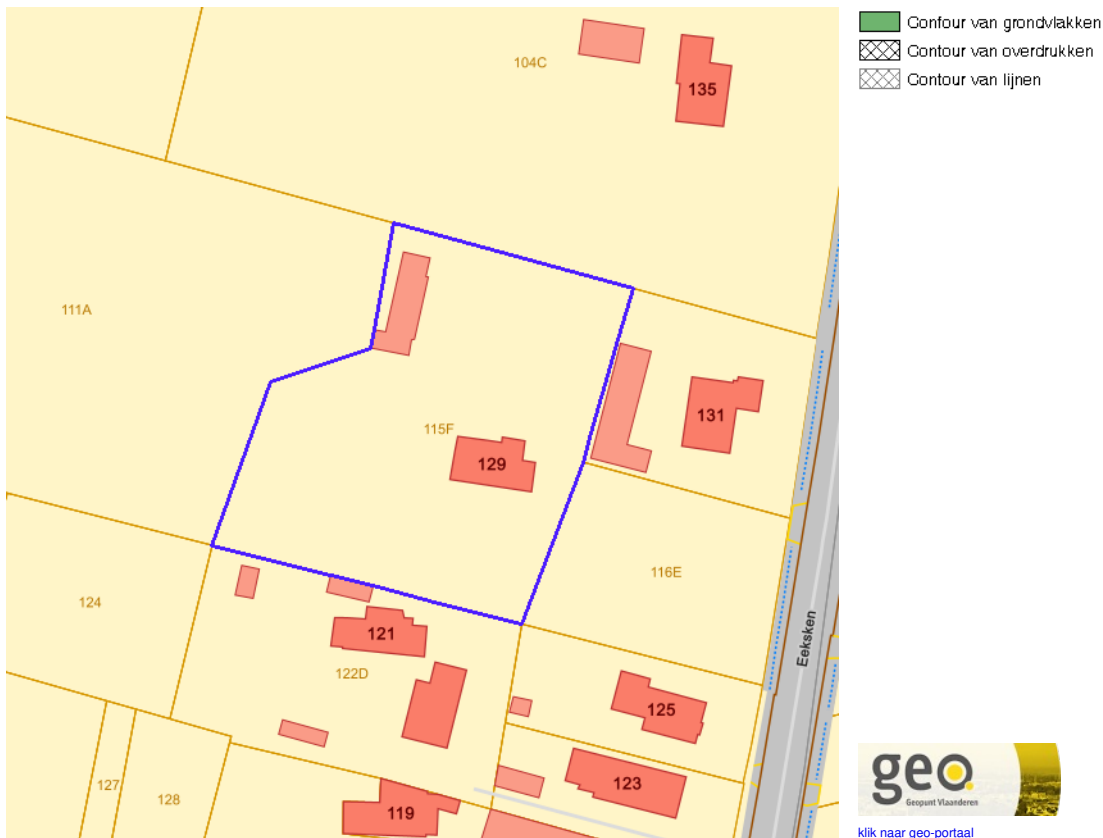 Contour van grondvlakken
Contour van overdrukken
Contour van lijnen
104C
135
111A
115F
129
131
116E
124
121
122D
125
127
128
119
123
Eeksken
geo
Geopunt Vlaanderen
klik naar geo-portaal